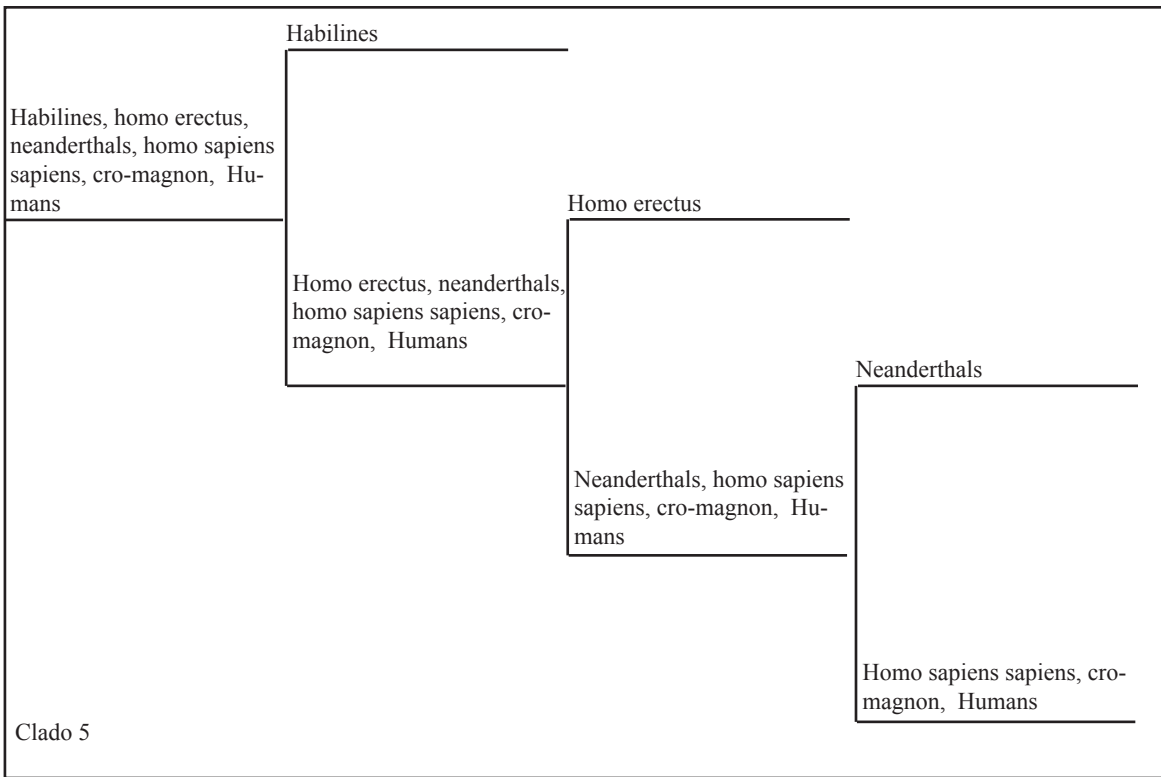 Habilines
Habilines, homo erectus,
neanderthals, homo sapiens
sapiens, cro-magnon,  Hu-
mans
Homo erectus
Homo erectus, neanderthals,
homo sapiens sapiens, cro-
magnon,  Humans
Neanderthals
Neanderthals, homo sapiens
sapiens, cro-magnon,  Hu-
mans
Homo sapiens sapiens, cro-
magnon,  Humans
Clado 5